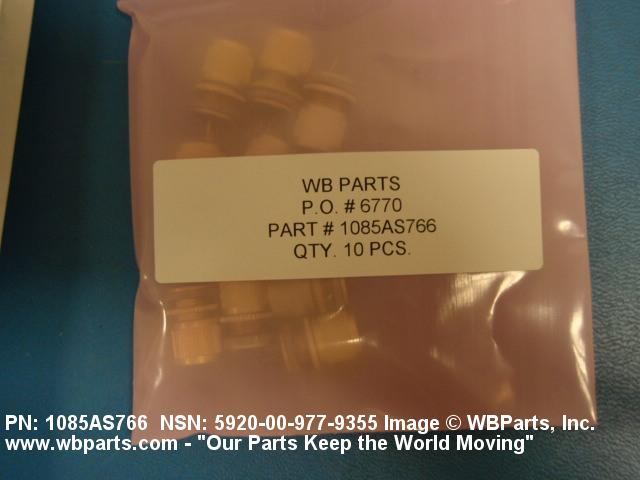 WB PARTS
P.O. # 6770
PART # 1085AS766
QTY. 10 PCS.
PN: 1085AS766 NSN: 5920-00-977-9355 Image © WBParts, Inc.
www.wbparts.com - "Our Parts Keep the World Moving"